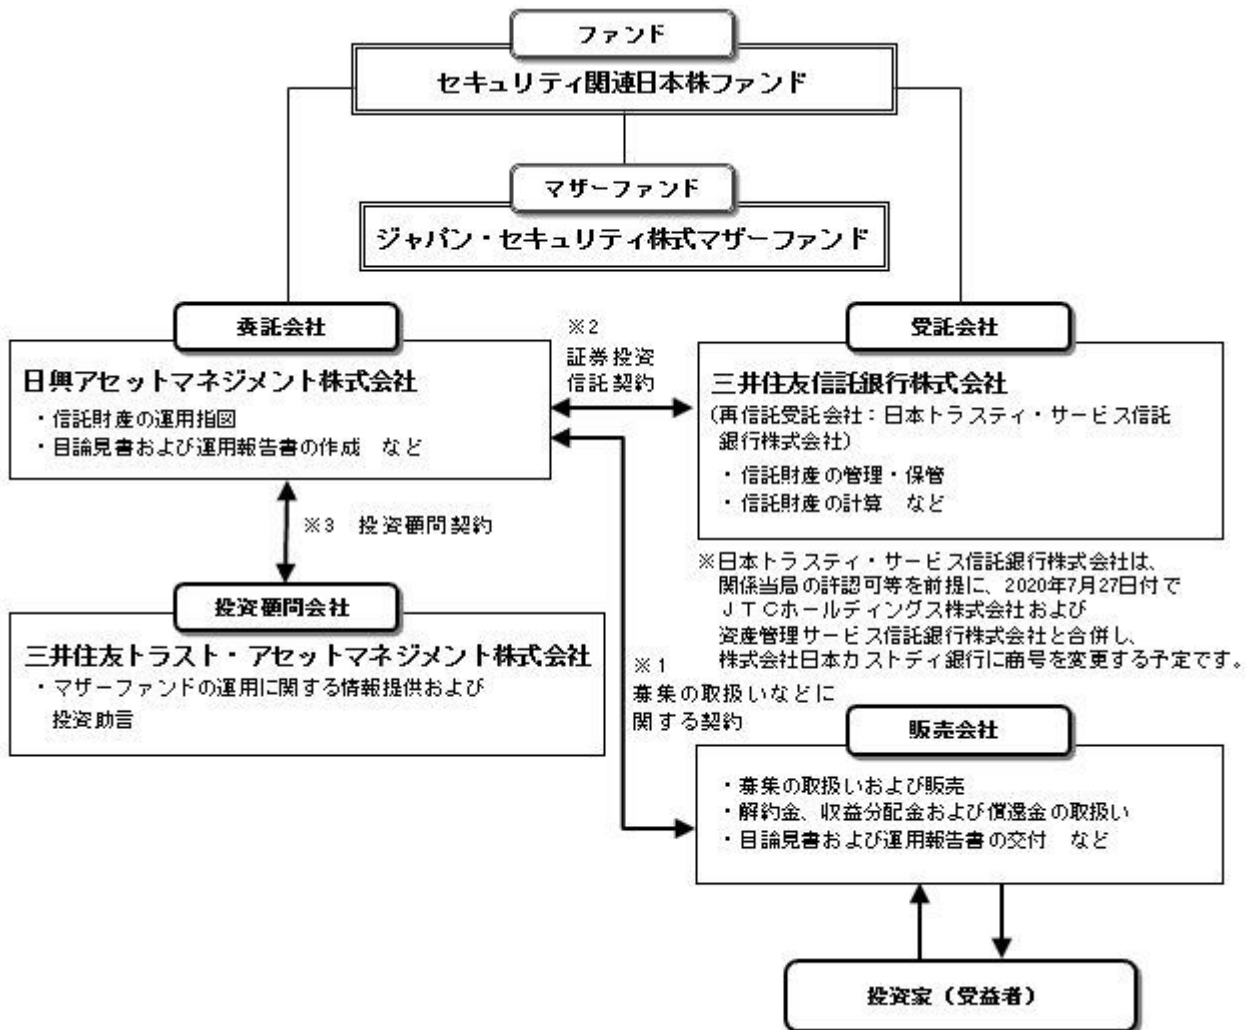 ファンド
セキュリティ関連日本株ファンド
マザーファンド
ジャパン・セキュリティ株式マザーファンド
委託会社
日興アセットマネジメント株式会社
・信託財産の運用指図
・目論見書および運用報告書の作成　など
※2
証券投資
信託契約
受託会社
三井住友信託銀行株式会社
(再信託受託会社：日本トラスティ・サービス信託
銀行株式会社)
・信託財産の管理・保管
・信託財産の計算　など
※3　投資顧問契約
※日本トラスティ・サービス信託銀行株式会社は、
関係当局の許認可等を前提に、2020年7月27日付で
ＪＴＣホールディングス株式会社および
資産管理サービス信託銀行株式会社と合併し、
株式会社日本カストディ銀行に商号を変更する予定です。
投資顧問会社
三井住友トラスト・アセットマネジメント株式会社
・マザーファンドの運用に関する情報提供および
投資助言
※1
募集の取扱いなどに
関する契約
販売会社
・募集の取扱いおよび販売
・解約金、収益分配金および償還金の取扱い
・目論見書および運用報告書の交付　など
投資家（受益者）